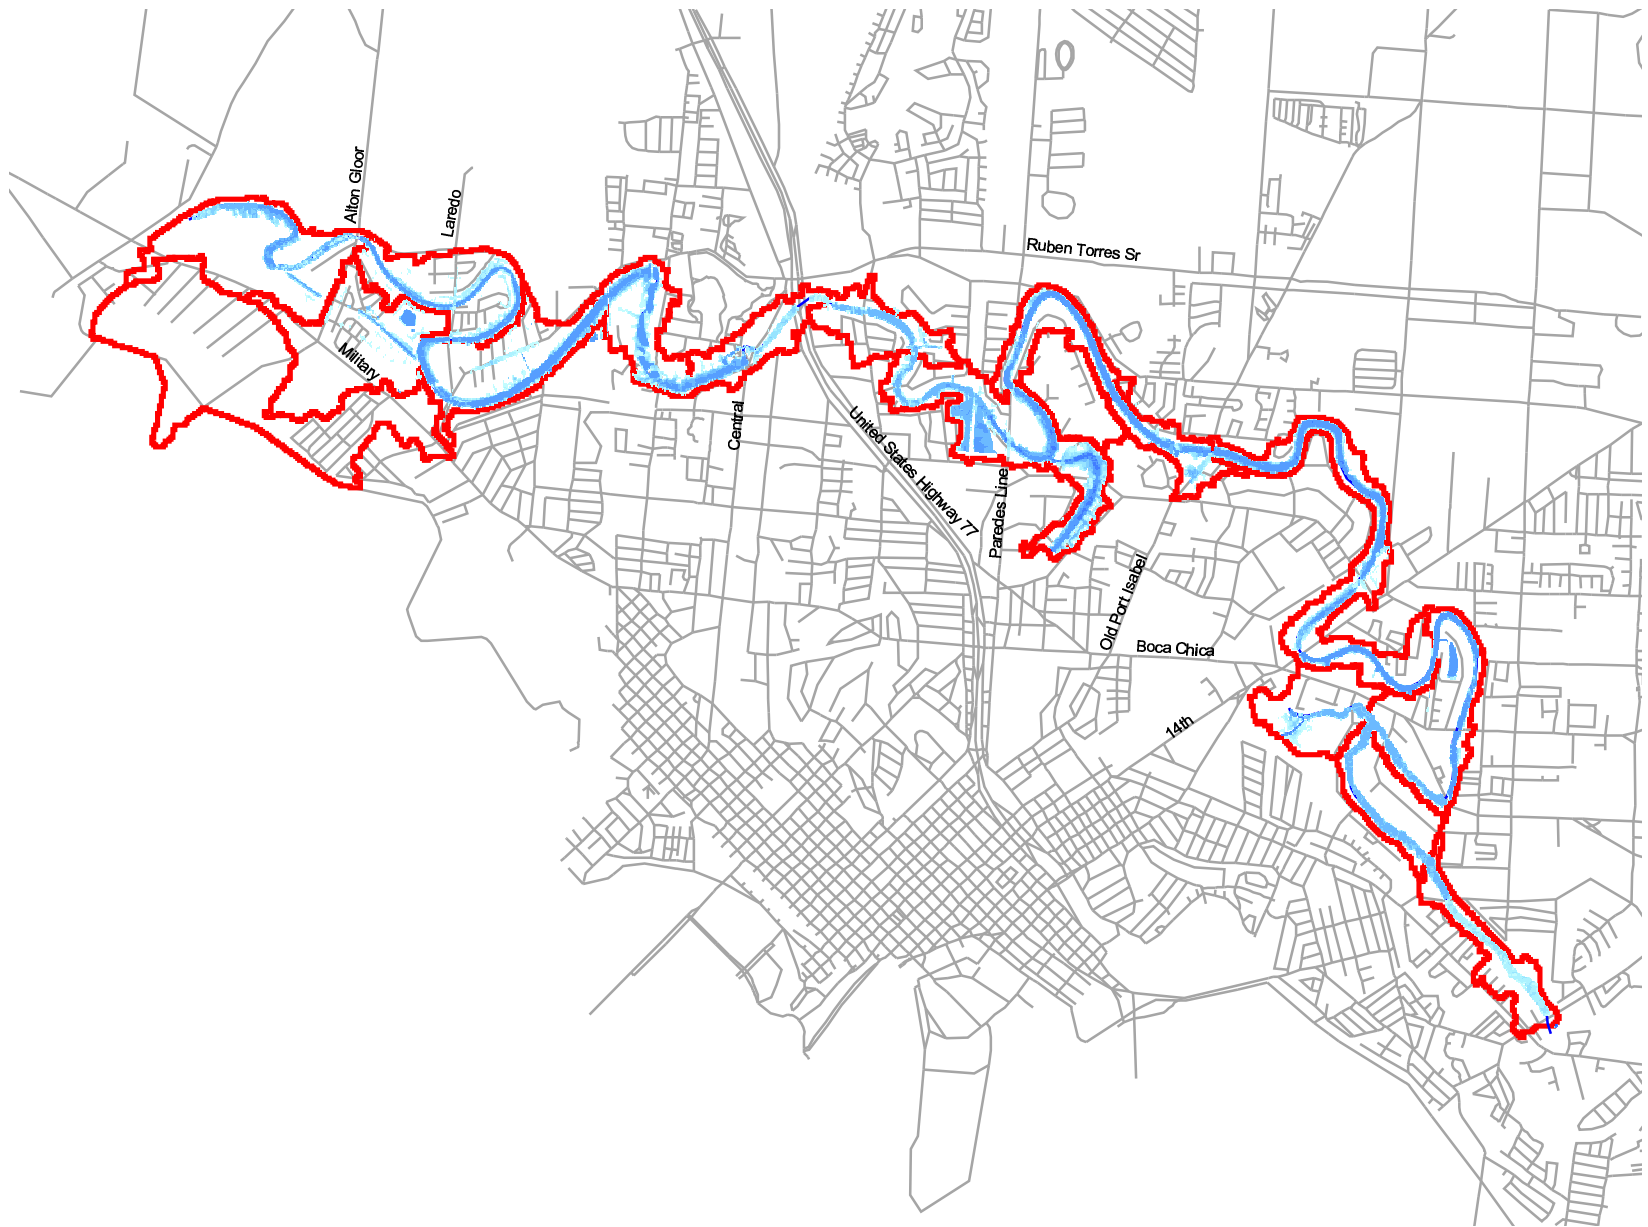 Alton Gloor
Laredo
Ruben Torres Sr
Military
Central
United States Highway 77
Paredes Line
Old Port Isabel
Boca Chica
14th